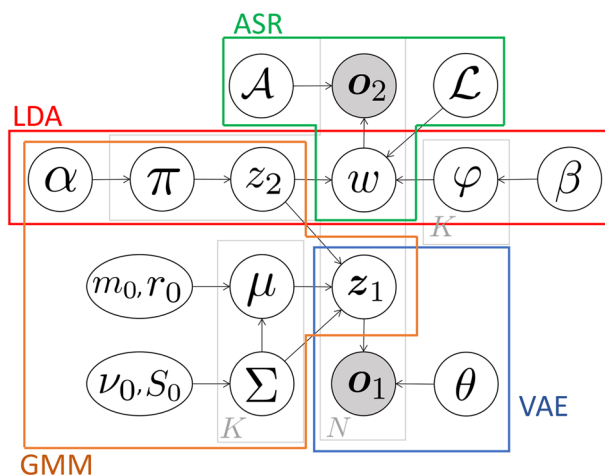 ASR
𝒜 o₂ ℒ
LDA
α π z₂ w φ β
K
m₀,r₀ μ z₁
ν₀,S₀ Σ o₁ θ
K N
VAE
GMM